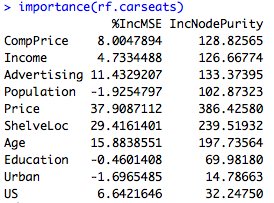 > importance(rf.carseats)
%IncMSE IncNodePurity
CompPrice 8.0047894 128.82565
Income 4.7334488 126.66774
Advertising 11.4329207 133.37395
Population -1.9254797 102.87323
Price 37.9087112 386.42580
ShelveLoc 29.4161401 239.51932
Age 15.8838551 197.73564
Education -0.4601408 69.98180
Urban -1.6965485 14.78663
US 6.6421646 32.24750